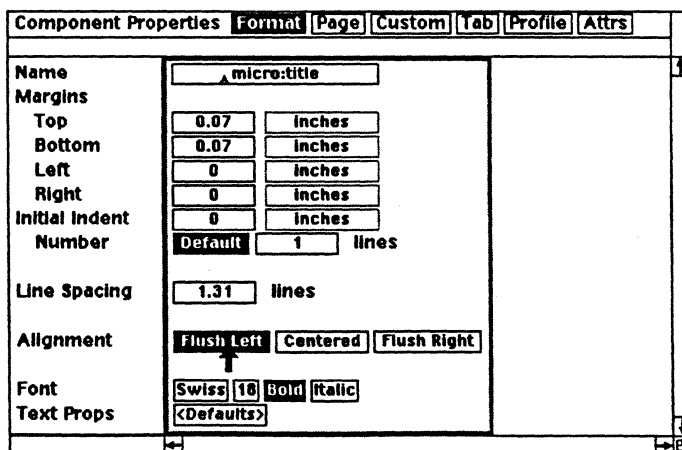 Component Properties Format Page Custom Tab Profile Attrs
Name micro:title
Margins
Top 0.07 inches
Bottom 0.07 inches
Left 0 inches
Right 0 inches
Initial Indent 0 inches
Number Default 1 lines
Line Spacing 1.31 lines
Alignment Flush Left Centered Flush Right
Font Swiss 18 Bold Italic
Text Props <Defaults>